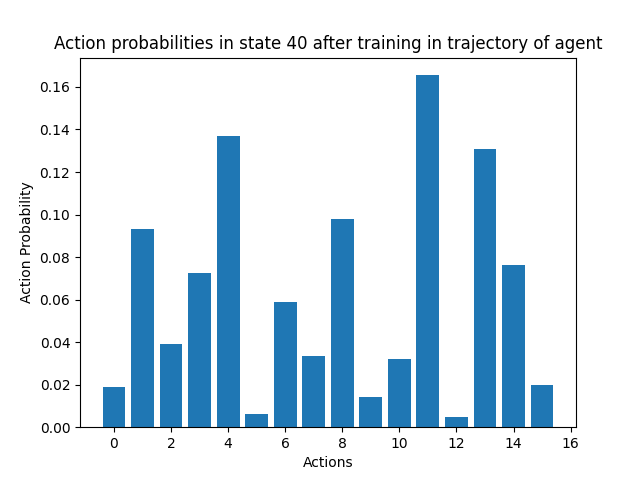 Action probabilities in state 40 after training in trajectory of agent
0.16
0.14
0.12
0.10
0.08
0.06
0.04
0.02
0.00
Action Probability
0 2 4 6 8 10 12 14 16
Actions